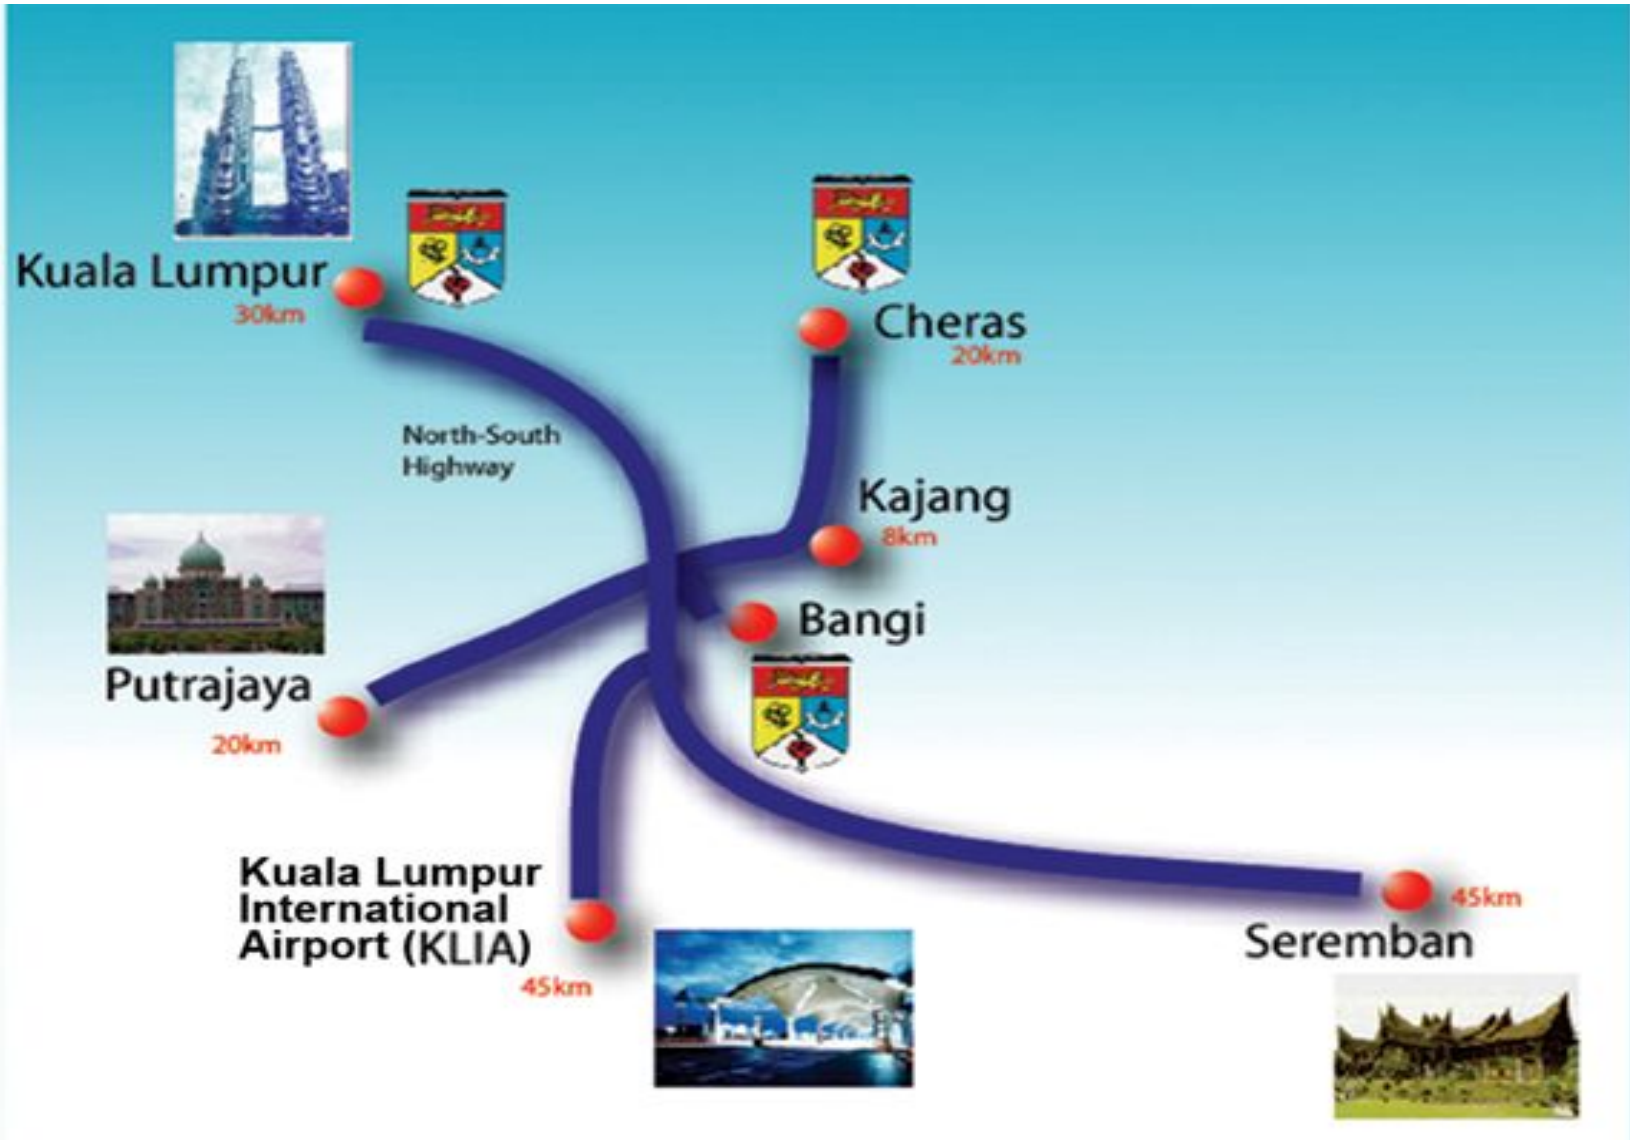 Kuala Lumpur
30km
Cheras
20km
North-South
Highway
Kajang
8km
Bangi
Putrajaya
20km
Kuala Lumpur
International
Airport (KLIA)
45km
45km
Seremban